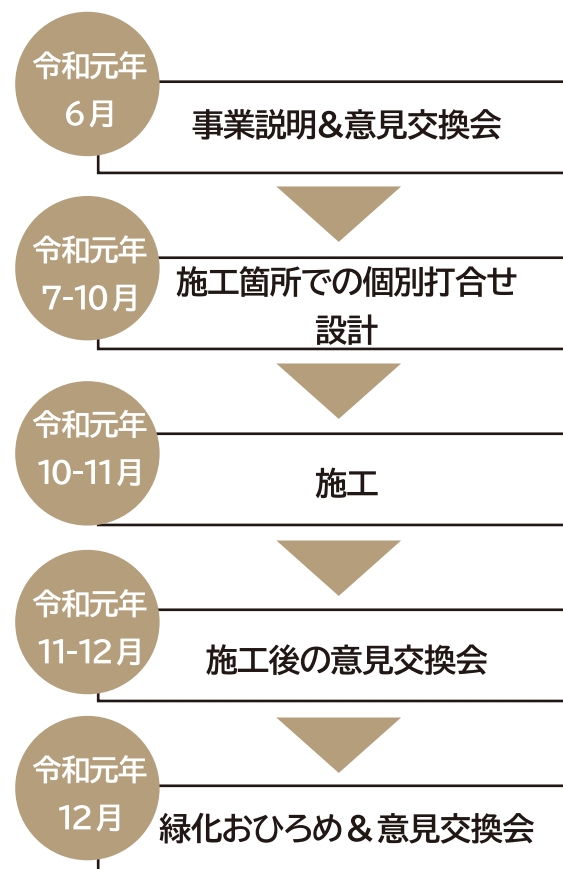 令和元年
6月
事業説明&意見交換会
令和元年
7-10月
施工箇所での個別打合せ
設計
令和元年
10-11月
施工
令和元年
11-12月
施工後の意見交換会
令和元年
12月
緑化おひろめ&意見交換会